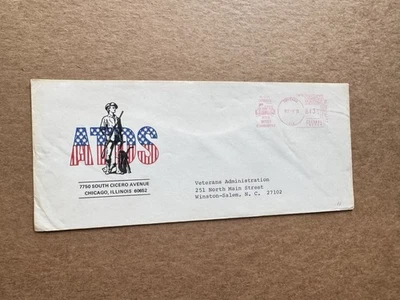 ATDS
7750 SOUTH CICERO AVENUE
CHICAGO, ILLINOIS 60652
Veterans Administration
251 North Main Street
Winston-Salem, N. C. 27102